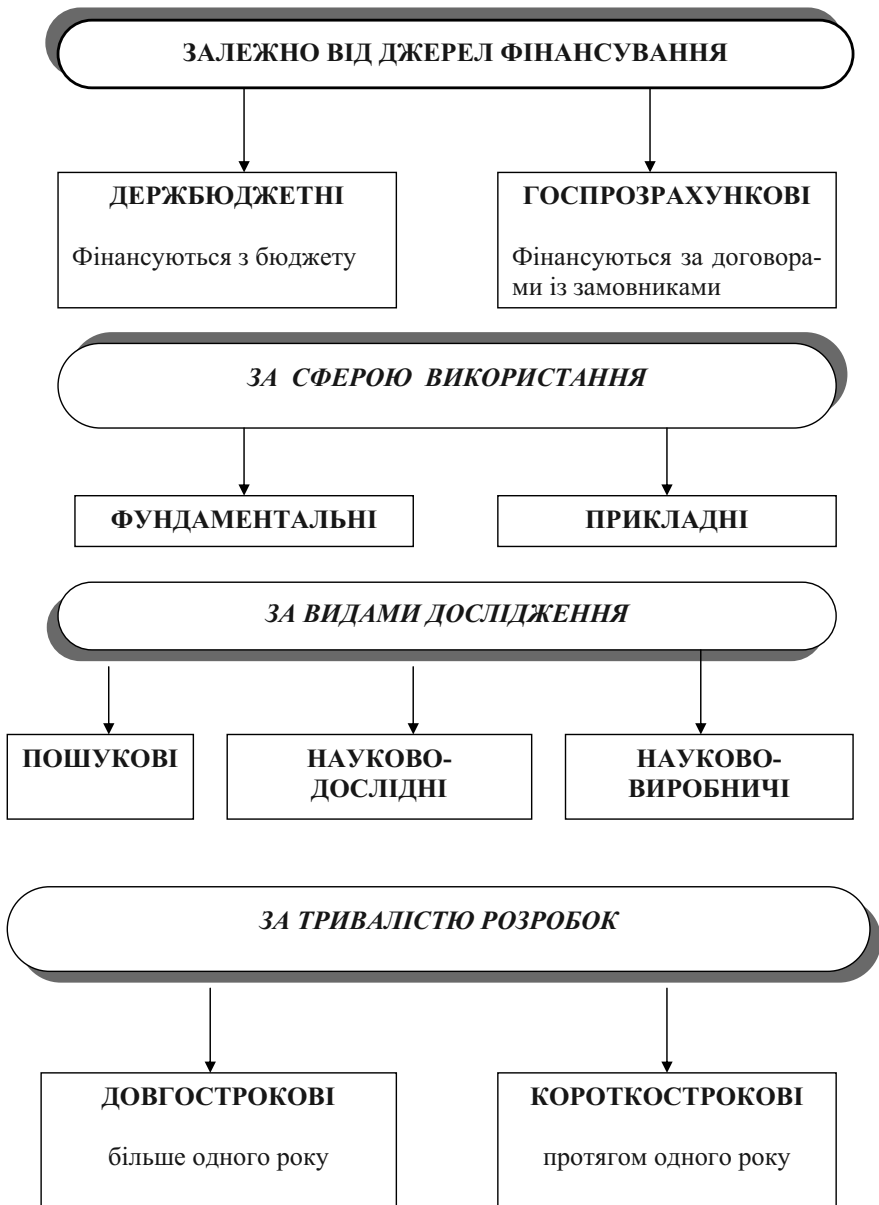 ЗАЛЕЖНО ВІД ДЖЕРЕЛ ФІНАНСУВАННЯ
ДЕРЖБЮДЖЕТНІ
Фінансуються з бюджету
ГОСПРОЗРАХУНКОВІ
Фінансуються за договора-
ми із замовниками
ЗА СФЕРОЮ ВИКОРИСТАННЯ
ФУНДАМЕНТАЛЬНІ
ПРИКЛАДНІ
ЗА ВИДАМИ ДОСЛІДЖЕННЯ
ПОШУКОВІ
НАУКОВО-
ДОСЛІДНІ
НАУКОВО-
ВИРОБНИЧІ
ЗА ТРИВАЛІСТЮ РОЗРОБОК
ДОВГОСТРОКОВІ
більше одного року
КОРОТКОСТРОКОВІ
протягом одного року